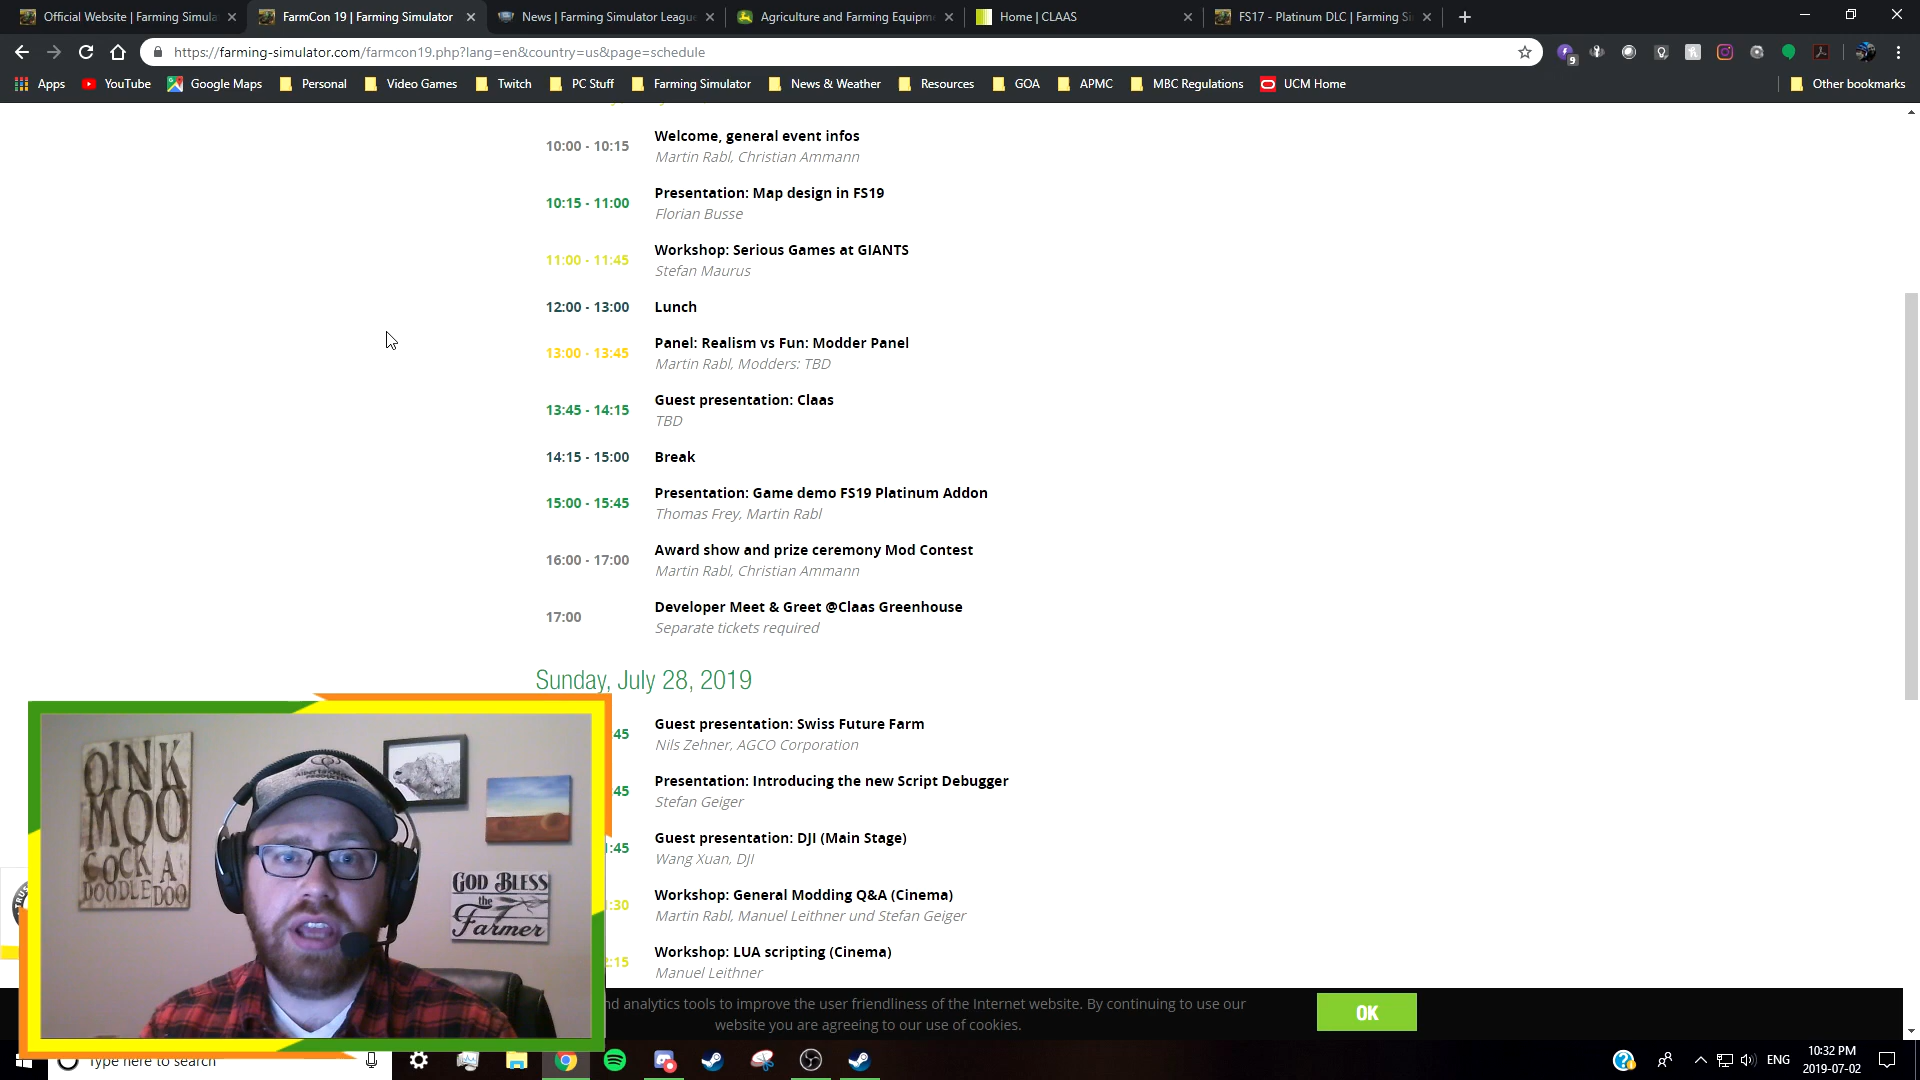 Official Website | Farming Simula
FarmCon 19 | Farming Simulator
News | Farming Simulator Leagu
Agriculture and Farming Equipm
Home | CLAAS
FS17 - Platinum DLC | Farming Si
https://farming-simulator.com/farmcon19.php?lang=en&country=us&page=schedule
9
Apps
YouTube
Google Maps
Personal
Video Games
Twitch
PC Stuff
Farming Simulator
News & Weather
Resources
GOA
APMC
MBC Regulations
UCM Home
Other bookmarks
10:00 - 10:15
Welcome, general event infos
Martin Rabl, Christian Ammann
10:15 - 11:00
Presentation: Map design in FS19
Florian Busse
11:00 - 11:45
Workshop: Serious Games at GIANTS
Stefan Maurus
12:00 - 13:00
Lunch
13:00 - 13:45
Panel: Realism vs Fun: Modder Panel
Martin Rabl, Modders: TBD
13:45 - 14:15
Guest presentation: Claas
TBD
14:15 - 15:00
Break
15:00 - 15:45
Presentation: Game demo FS19 Platinum Addon
Thomas Frey, Martin Rabl
16:00 - 17:00
Award show and prize ceremony Mod Contest
Martin Rabl, Christian Ammann
17:00
Developer Meet & Greet @Claas Greenhouse
Separate tickets required
Sunday, July 28, 2019
45
Guest presentation: Swiss Future Farm
Nils Zehner, AGCO Corporation
45
Presentation: Introducing the new Script Debugger
Stefan Geiger
:45
Guest presentation: DJI (Main Stage)
Wang Xuan, DJI
:30
Workshop: General Modding Q&A (Cinema)
Martin Rabl, Manuel Leithner und Stefan Geiger
2:15
Workshop: LUA scripting (Cinema)
Manuel Leithner
OINK
MOO
COCK A
DOODLE DOO
GOD BLESS
the
Farmer
nd analytics tools to improve the user friendliness of the Internet website. By continuing to use our
website you are agreeing to our use of cookies.
OK
Type here to search
ENG
10:32 PM
2019-07-02